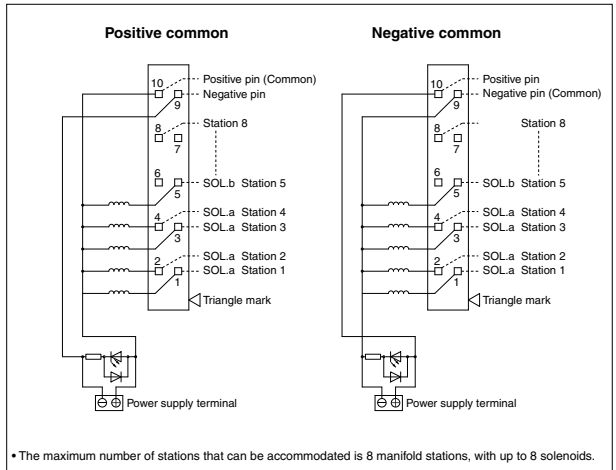 Positive common
10
Positive pin (Common)
Negative pin
9
8
Station 8
7
6
SOL.b Station 5
5
4
SOL.a Station 4
SOL.a Station 3
3
2
SOL.a Station 2
SOL.a Station 1
1
Triangle mark
⊖ ⊕ Power supply terminal
Negative common
10
Positive pin
Negative pin (Common)
9
8
Station 8
7
6
SOL.b Station 5
5
4
SOL.a Station 4
SOL.a Station 3
3
2
SOL.a Station 2
SOL.a Station 1
1
Triangle mark
⊖ ⊕ Power supply terminal
• The maximum number of stations that can be accommodated is 8 manifold stations, with up to 8 solenoids.